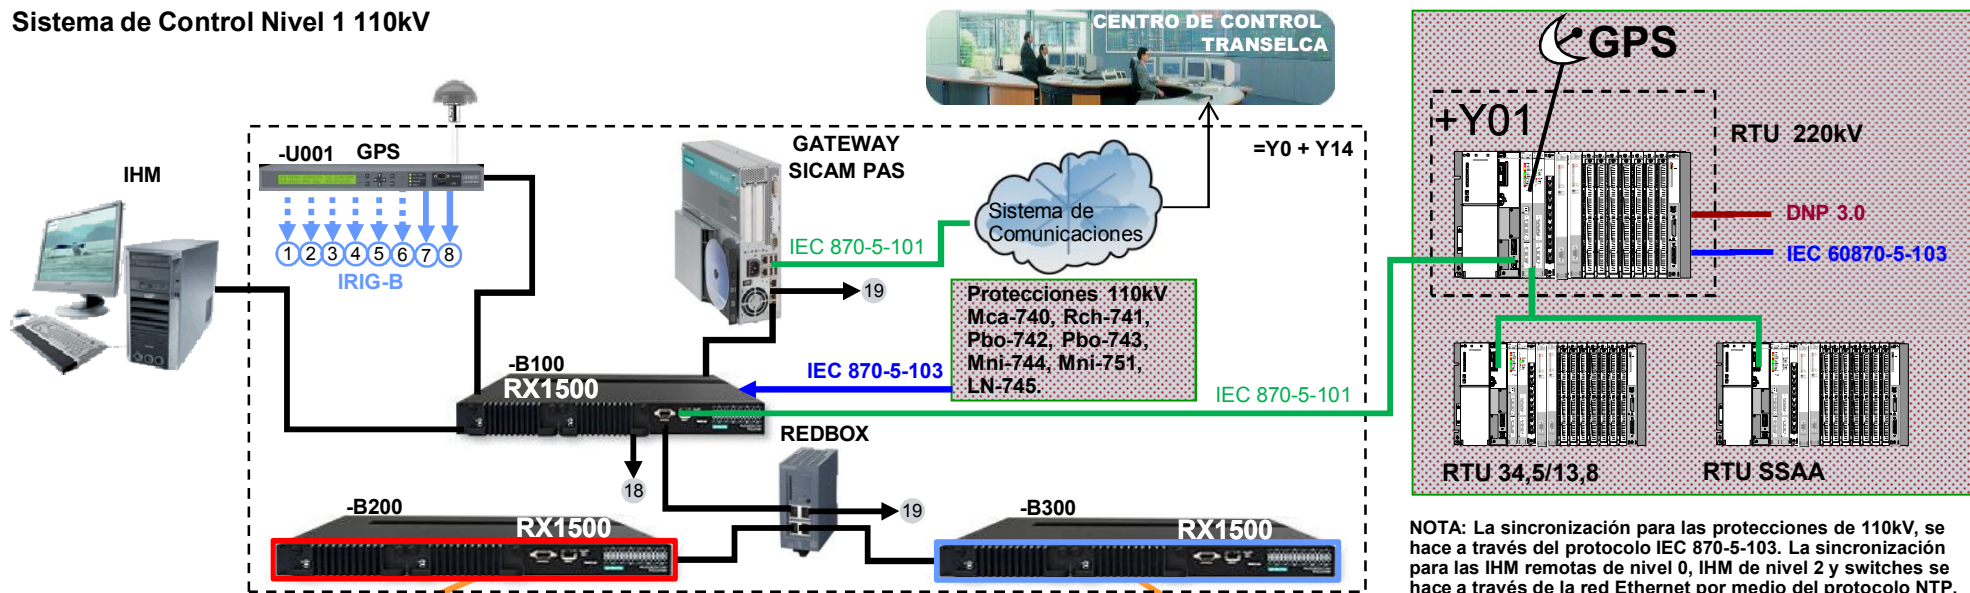 Sistema de Control Nivel 1 110kV
CENTRO DE CONTROL
TRANSELCA
GPS
+Y01
RTU 220kV
-U001 GPS
GATEWAY
SICAM PAS
=Y0 + Y14
IHM
1 2 3 4 5 6 7 8
IRIG-B
Sistema de
Comunicaciones
IEC 870-5-101
DNP 3.0
IEC 60870-5-103
19
Protecciones 110kV
Mca-740, Rch-741,
Pbo-742, Pbo-743,
Mni-744, Mni-751,
LN-745.
-B100
RX1500
IEC 870-5-103
IEC 870-5-101
REDBOX
18
19
RTU 34,5/13,8
RTU SSAA
-B200
RX1500
-B300
RX1500
NOTA: La sincronización para las protecciones de 110kV, se
hace a través del protocolo IEC 870-5-103. La sincronización
para las IHM remotas de nivel 0, IHM de nivel 2 y switches se
hace a través de la red Ethernet por medio del protocolo NTP.